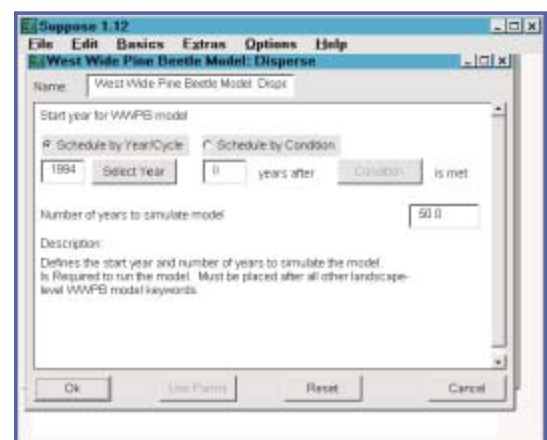 Suppose 1.12
File Edit Basics Extras Options Help
West Wide Pine Beetle Model: Disperse
Name: West Wide Pine Beetle Model: Dispe
Start year for WWPB model
Schedule by Year/Cycle Schedule by Condition
1994 Select Year 0 years after Condition is met
Number of years to simulate model 50.0
Description:
Defines the start year and number of years to simulate the model.
Is Required to run the model. Must be placed after all other landscape-
level WWPB model keywords.
Ok Use Parms Reset Cancel